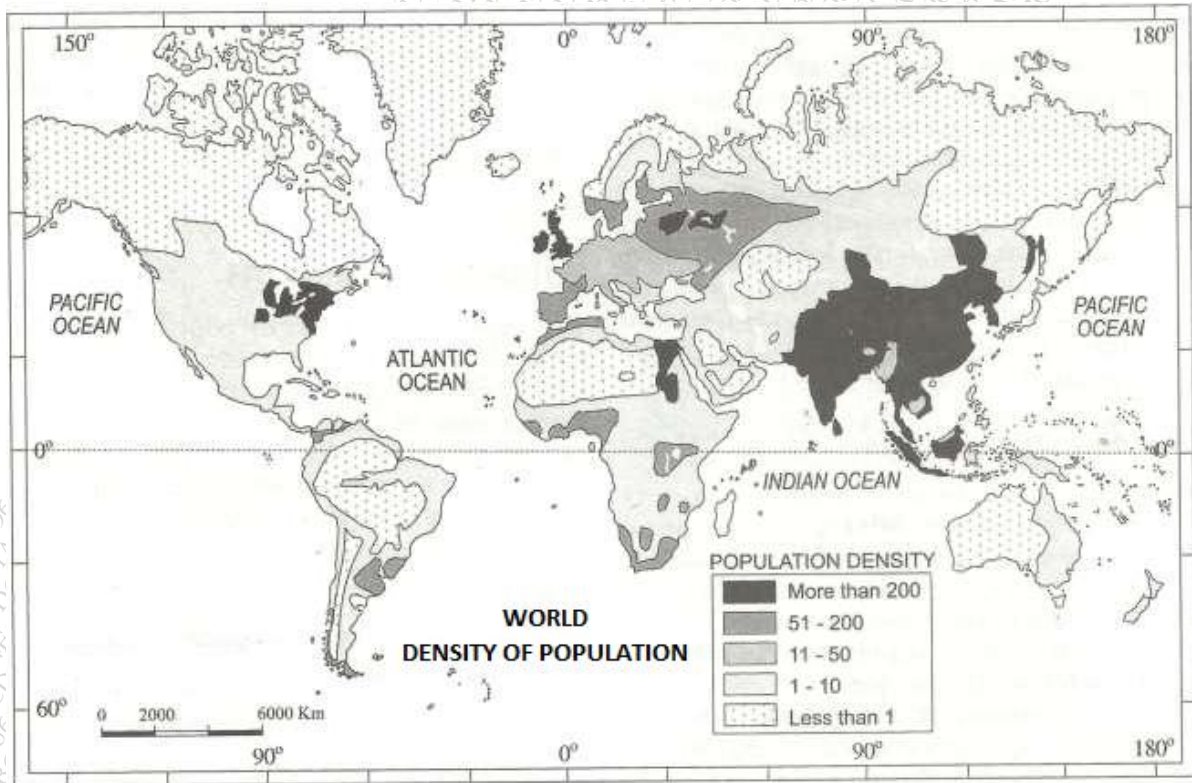 150°
0°
90°
180°
PACIFIC
OCEAN
ATLANTIC
OCEAN
PACIFIC
OCEAN
0°
0°
INDIAN OCEAN
POPULATION DENSITY
More than 200
51 - 200
11 - 50
1 - 10
Less than 1
WORLD
DENSITY OF POPULATION
60°
0 2000 6000 Km
90°
0°
90°
180°